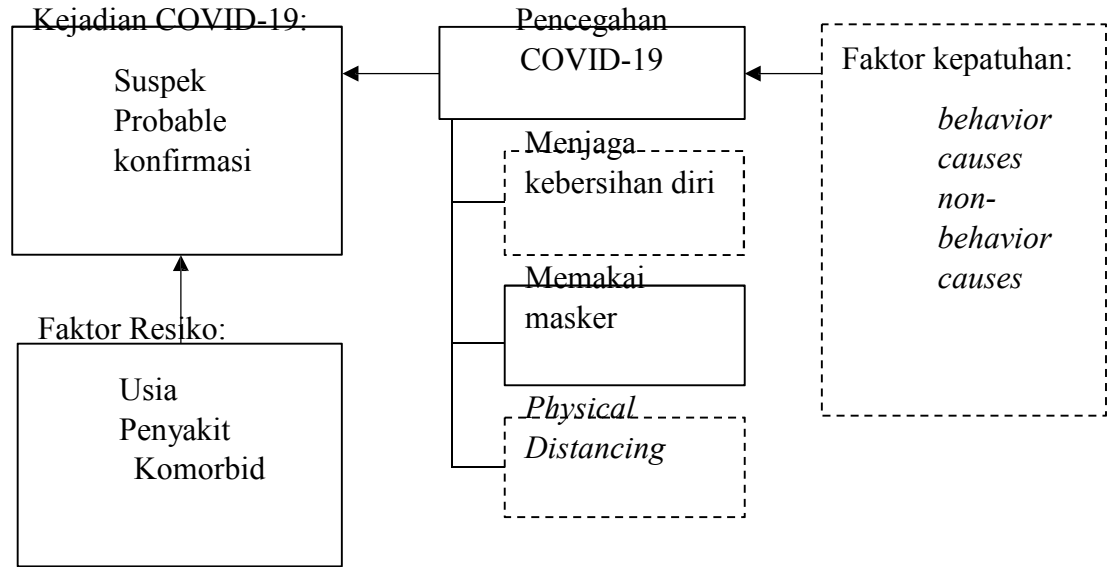 Kejadian COVID-19:
Suspek
Probable
konfirmasi
Faktor Resiko:
Usia
Penyakit
Komorbid
Pencegahan
COVID-19
Menjaga
kebersihan diri
Memakai
masker
Physical
Distancing
Faktor kepatuhan:
behavior
causes
non-
behavior
causes